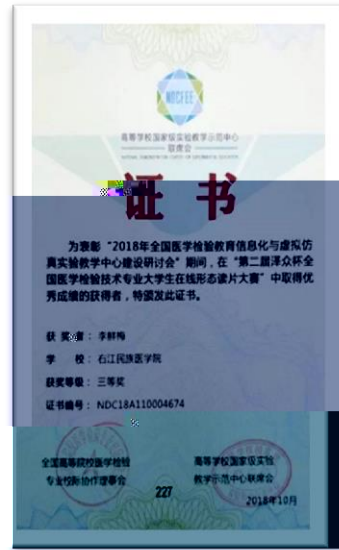 NDCFEE
高等学校国家级实验教学示范中心
联席会
证 书
为表彰“2018年全国医学检验教育信息化与虚拟仿
真实验教学中心建设研讨会”期间，在“第二届泽众杯全
国医学检验技术专业大学生在线形态读片大赛”中取得优
秀成绩的获得者，特颁发此证书。
获 奖 者：李鲜梅
学 校：右江民族医学院
获奖等级：三等奖
证书编号：NDC18A110004674
全国高等院校医学检验
专业校际协作理事会
高等学校国家级实验
教学示范中心联席会
227
2018年10月